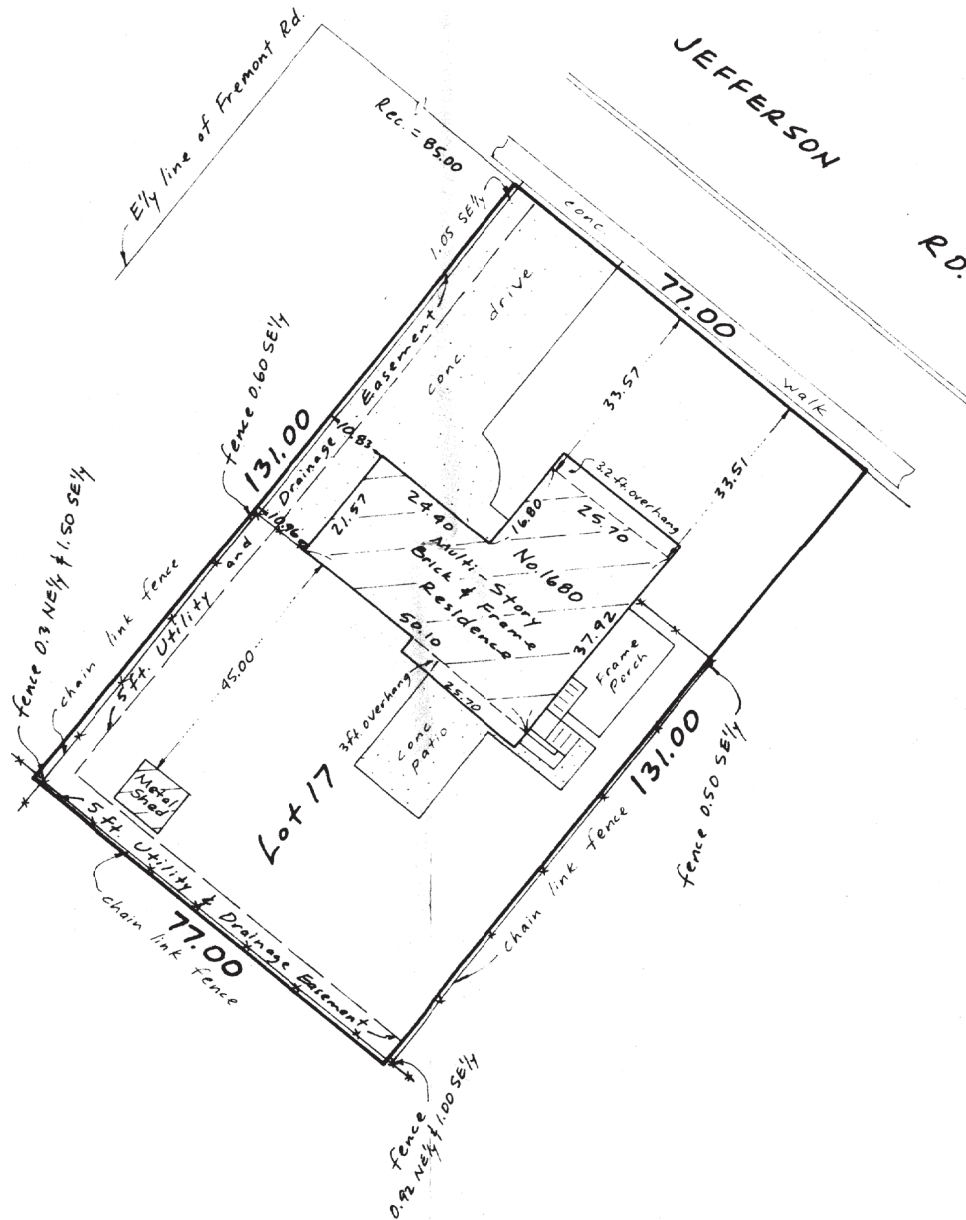 JEFFERSON
RD.
E'ly line of Fremont Rd.
Rec. = 85.00
1.05 SE'ly
conc.
77.00
walk
conc. drive
33.57
33.51
fence 0.60 SE'ly
131.00
5 ft. Utility and Drainage Easement
10.83
10.96
21.57
24.40
16.80
3.2 ft. overhang
25.70
No. 1680
Multi-Story
Brick & Frame
Residence
37.92
50.10
25.70
3 ft. overhang
Frame
Porch
Conc
Patio
45.00
Metal
Shed
Lot 17
fence 0.3 NE'ly & 1.50 SE'ly
chain link fence
5 ft. Utility & Drainage Easement
77.00
chain link fence
131.00
chain link fence
fence 0.50 SE'ly
fence
0.92 NE'ly & 1.00 SE'ly